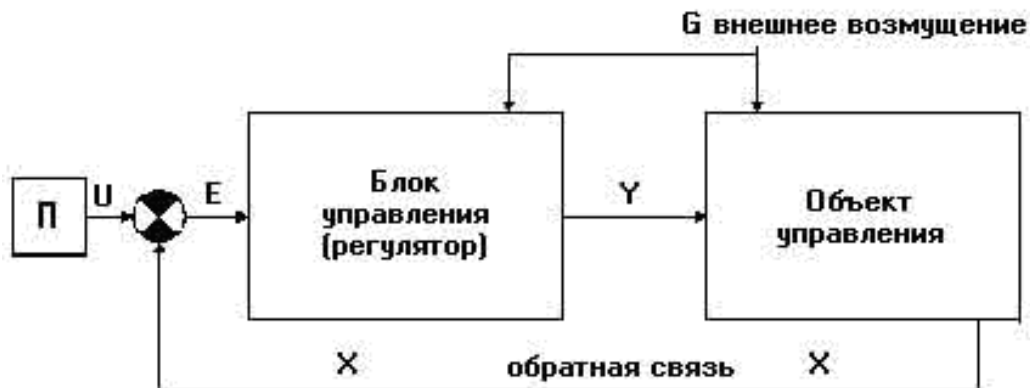 G внешнее возмущение
П
U
E
Блок
управления
(регулятор)
Y
Объект
управления
X
обратная связь
X